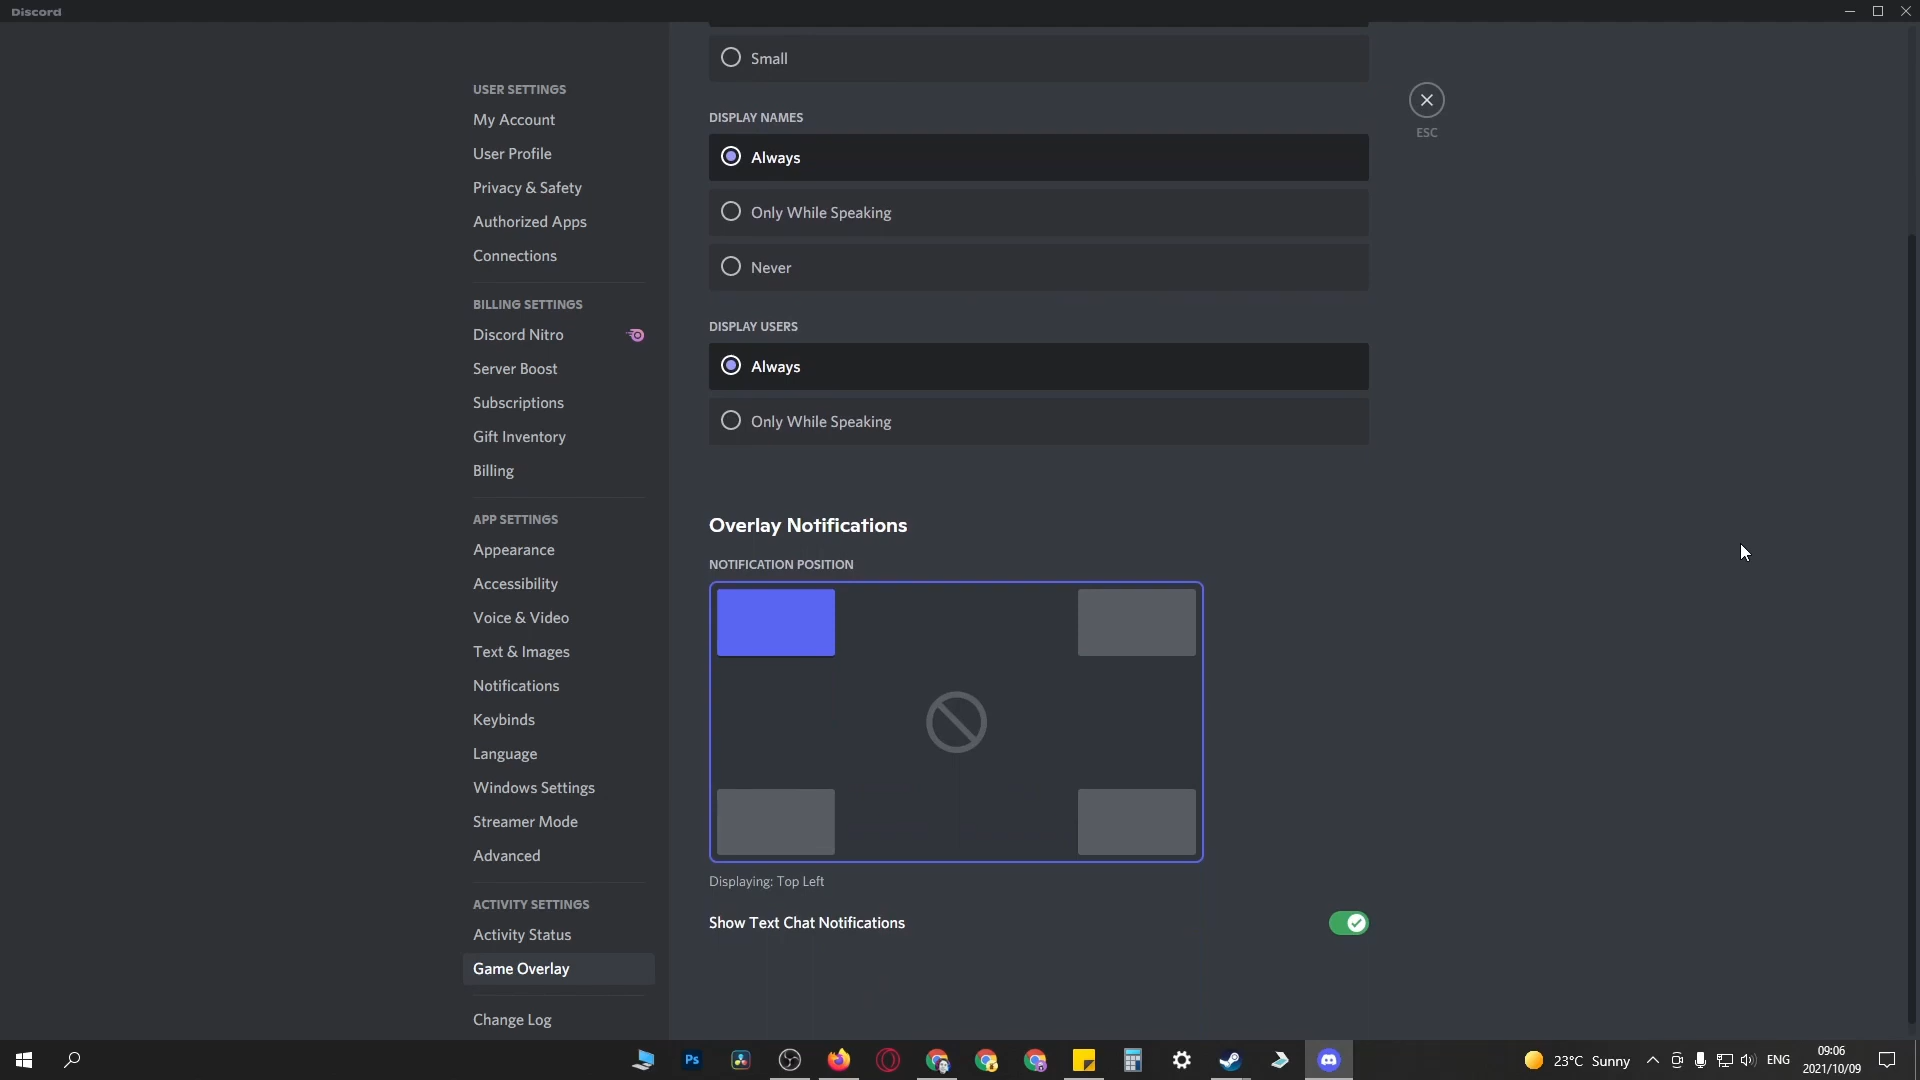 Discord
USER SETTINGS
My Account
User Profile
Privacy & Safety
Authorized Apps
Connections
BILLING SETTINGS
Discord Nitro
Server Boost
Subscriptions
Gift Inventory
Billing
APP SETTINGS
Appearance
Accessibility
Voice & Video
Text & Images
Notifications
Keybinds
Language
Windows Settings
Streamer Mode
Advanced
ACTIVITY SETTINGS
Activity Status
Game Overlay
Change Log
Small
DISPLAY NAMES
Always
Only While Speaking
Never
DISPLAY USERS
Always
Only While Speaking
Overlay Notifications
NOTIFICATION POSITION
Displaying: Top Left
Show Text Chat Notifications
ESC
Ps
23°C Sunny
ENG
09:06
2021/10/09